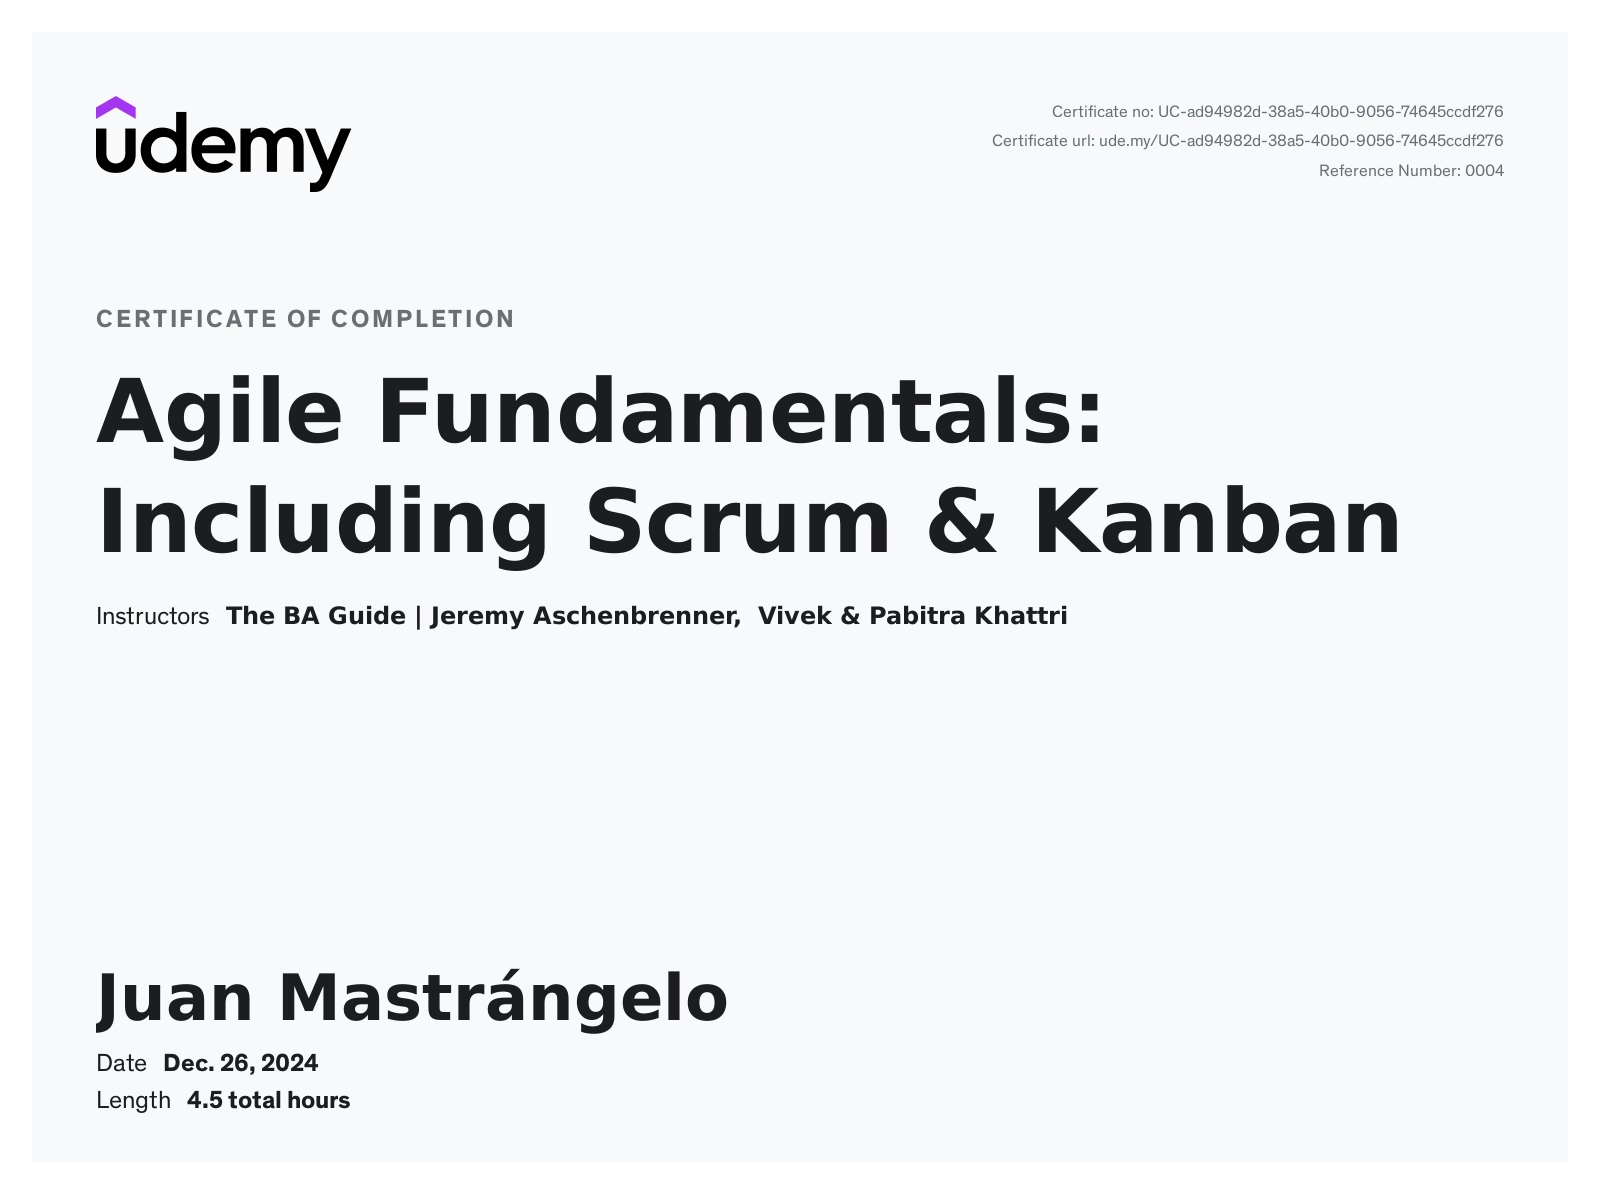 udemy
Certificate no: UC-ad94982d-38a5-40b0-9056-74645ccdf276
Certificate url: ude.my/UC-ad94982d-38a5-40b0-9056-74645ccdf276
Reference Number: 0004
CERTIFICATE OF COMPLETION
Agile Fundamentals:
Including Scrum & Kanban
Instructors The BA Guide | Jeremy Aschenbrenner, Vivek & Pabitra Khattri
Juan Mastrángelo
Date Dec. 26, 2024
Length 4.5 total hours